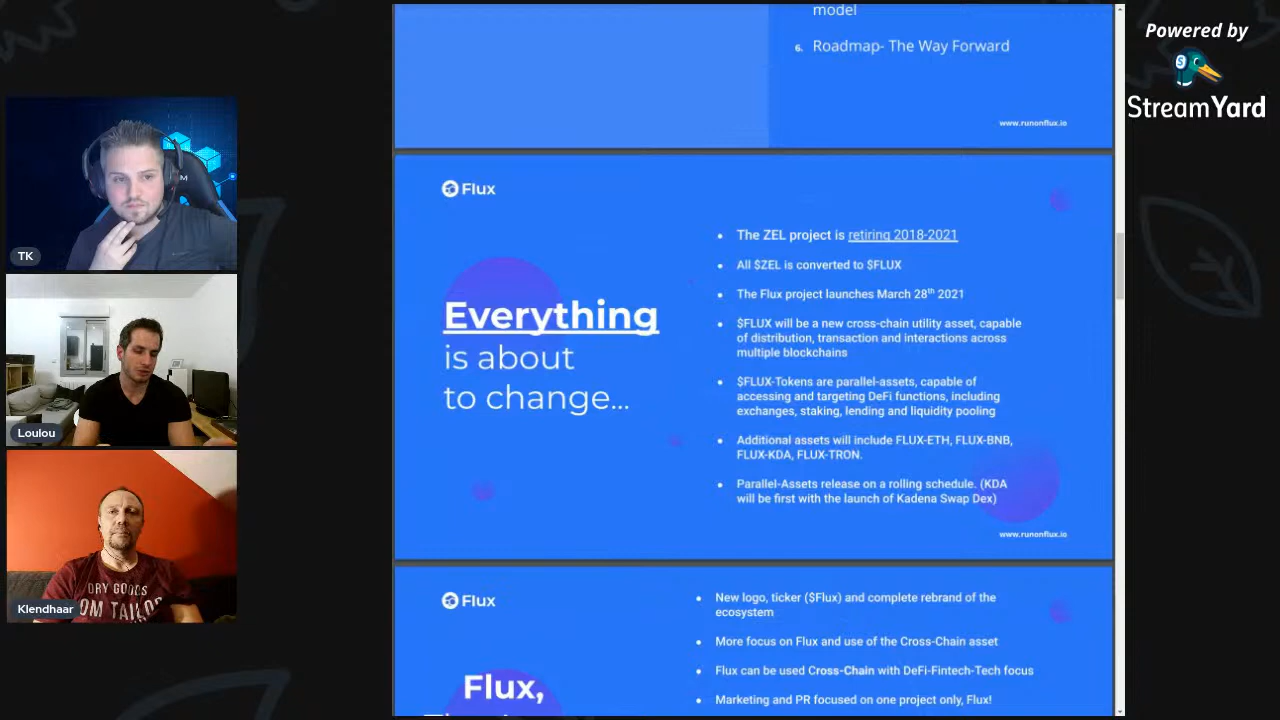 model
6. Roadmap- The Way Forward
www.runonflux.io
Powered by
StreamYard
TK
Loulou
DRY GOODS
OM TAILO
Klendhaar
Flux
Everything
is about
to change...
• The ZEL project is retiring 2018-2021
• All $ZEL is converted to $FLUX
• The Flux project launches March 28th 2021
• $FLUX will be a new cross-chain utility asset, capable
of distribution, transaction and interactions across
multiple blockchains
• $FLUX-Tokens are parallel-assets, capable of
accessing and targeting DeFi functions, including
exchanges, staking, lending and liquidity pooling
• Additional assets will include FLUX-ETH, FLUX-BNB,
FLUX-KDA, FLUX-TRON.
• Parallel-Assets release on a rolling schedule. (KDA
will be first with the launch of Kadena Swap Dex)
www.runonflux.io
Flux
Flux,
• New logo, ticker ($Flux) and complete rebrand of the
ecosystem
• More focus on Flux and use of the Cross-Chain asset
• Flux can be used Cross-Chain with DeFi-Fintech-Tech focus
• Marketing and PR focused on one project only, Flux!